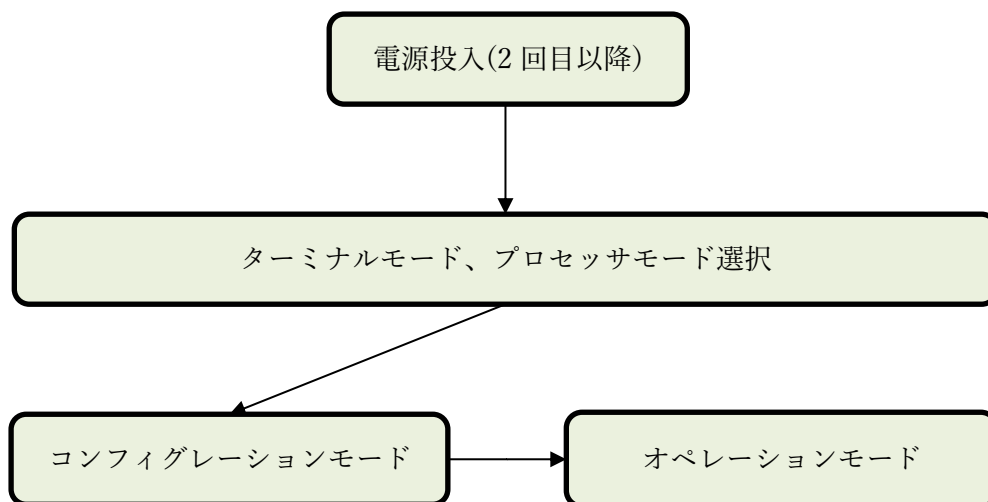 電源投入(2 回目以降)
ターミナルモード、プロセッサモード選択
コンフィグレーションモード
オペレーションモード